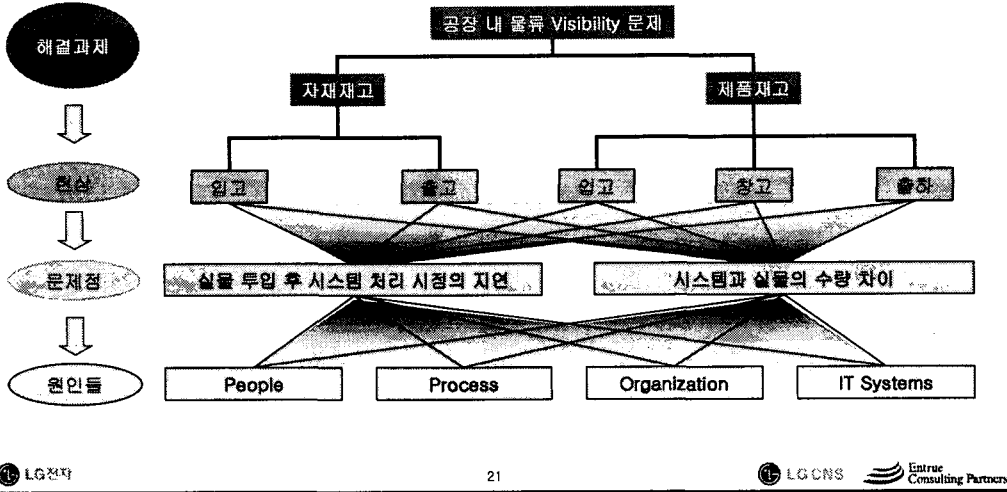 공장 내 물류 Visibility 문제
해결과제
자재재고
제품재고
현상
입고
출고
입고
창고
출하
문제점
실물 투입 후 시스템 처리 시점의 지연
시스템과 실물의 수량 차이
원인들
People
Process
Organization
IT Systems
LG전자
21
LG CNS
Entrue
Consulting Partners